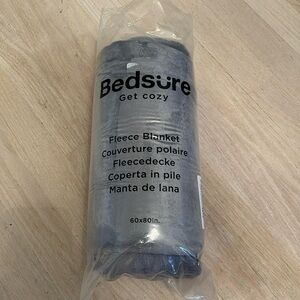 Bedsure
Get cozy
Fleece Blanket
Couverture polaire
Fleecedecke
Coperta in pile
Manta de lana
60x80in.